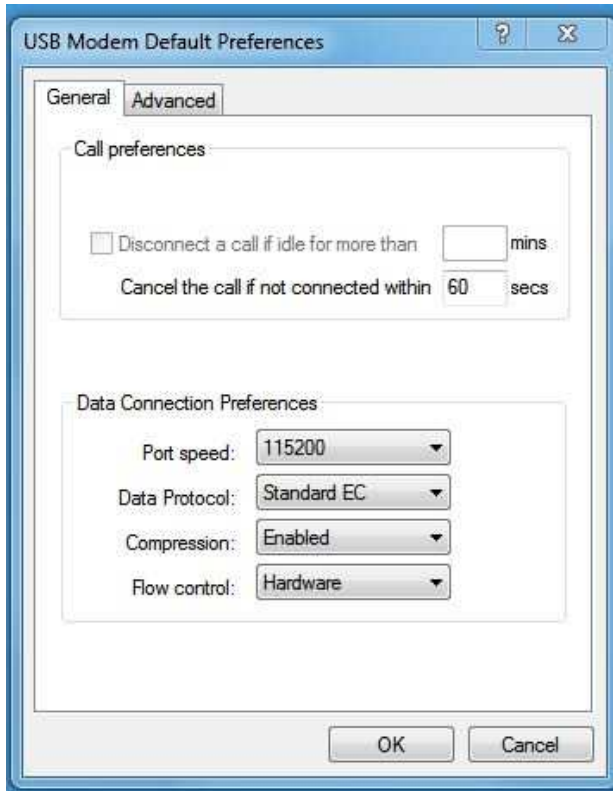 USB Modem Default Preferences
General Advanced
Call preferences
Disconnect a call if idle for more than mins
Cancel the call if not connected within 60 secs
Data Connection Preferences
Port speed: 115200
Data Protocol: Standard EC
Compression: Enabled
Flow control: Hardware
OK Cancel